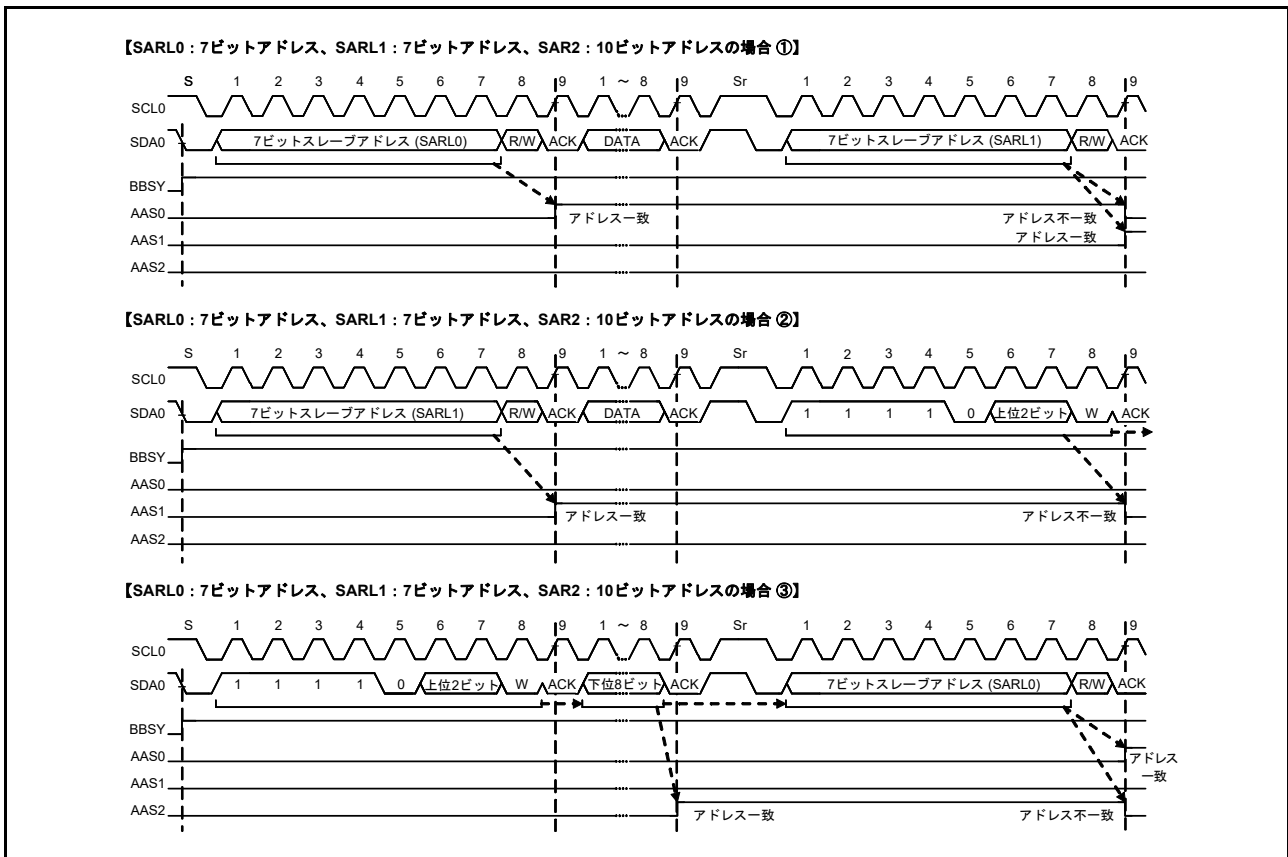 【SARL0：7ビットアドレス、SARL1：7ビットアドレス、SAR2：10ビットアドレスの場合 ①】
S 1 2 3 4 5 6 7 8 9 1 ～ 8 9 Sr 1 2 3 4 5 6 7 8 9
SCL0
SDA0 7ビットスレーブアドレス (SARL0) R/W ACK DATA ACK 7ビットスレーブアドレス (SARL1) R/W ACK
BBSY
AAS0 アドレス一致 アドレス不一致
AAS1 アドレス一致
AAS2
【SARL0：7ビットアドレス、SARL1：7ビットアドレス、SAR2：10ビットアドレスの場合 ②】
S 1 2 3 4 5 6 7 8 9 1 ～ 8 9 Sr 1 2 3 4 5 6 7 8 9
SCL0
SDA0 7ビットスレーブアドレス (SARL1) R/W ACK DATA ACK 1 1 1 1 0 上位2ビット W ACK
BBSY
AAS0
AAS1 アドレス一致 アドレス不一致
AAS2
【SARL0：7ビットアドレス、SARL1：7ビットアドレス、SAR2：10ビットアドレスの場合 ③】
S 1 2 3 4 5 6 7 8 9 1 ～ 8 9 Sr 1 2 3 4 5 6 7 8 9
SCL0
SDA0 1 1 1 1 0 上位2ビット W ACK 下位8ビット ACK 7ビットスレーブアドレス (SARL0) R/W ACK
BBSY
AAS0 アドレス
一致
AAS1
AAS2 アドレス一致 アドレス不一致